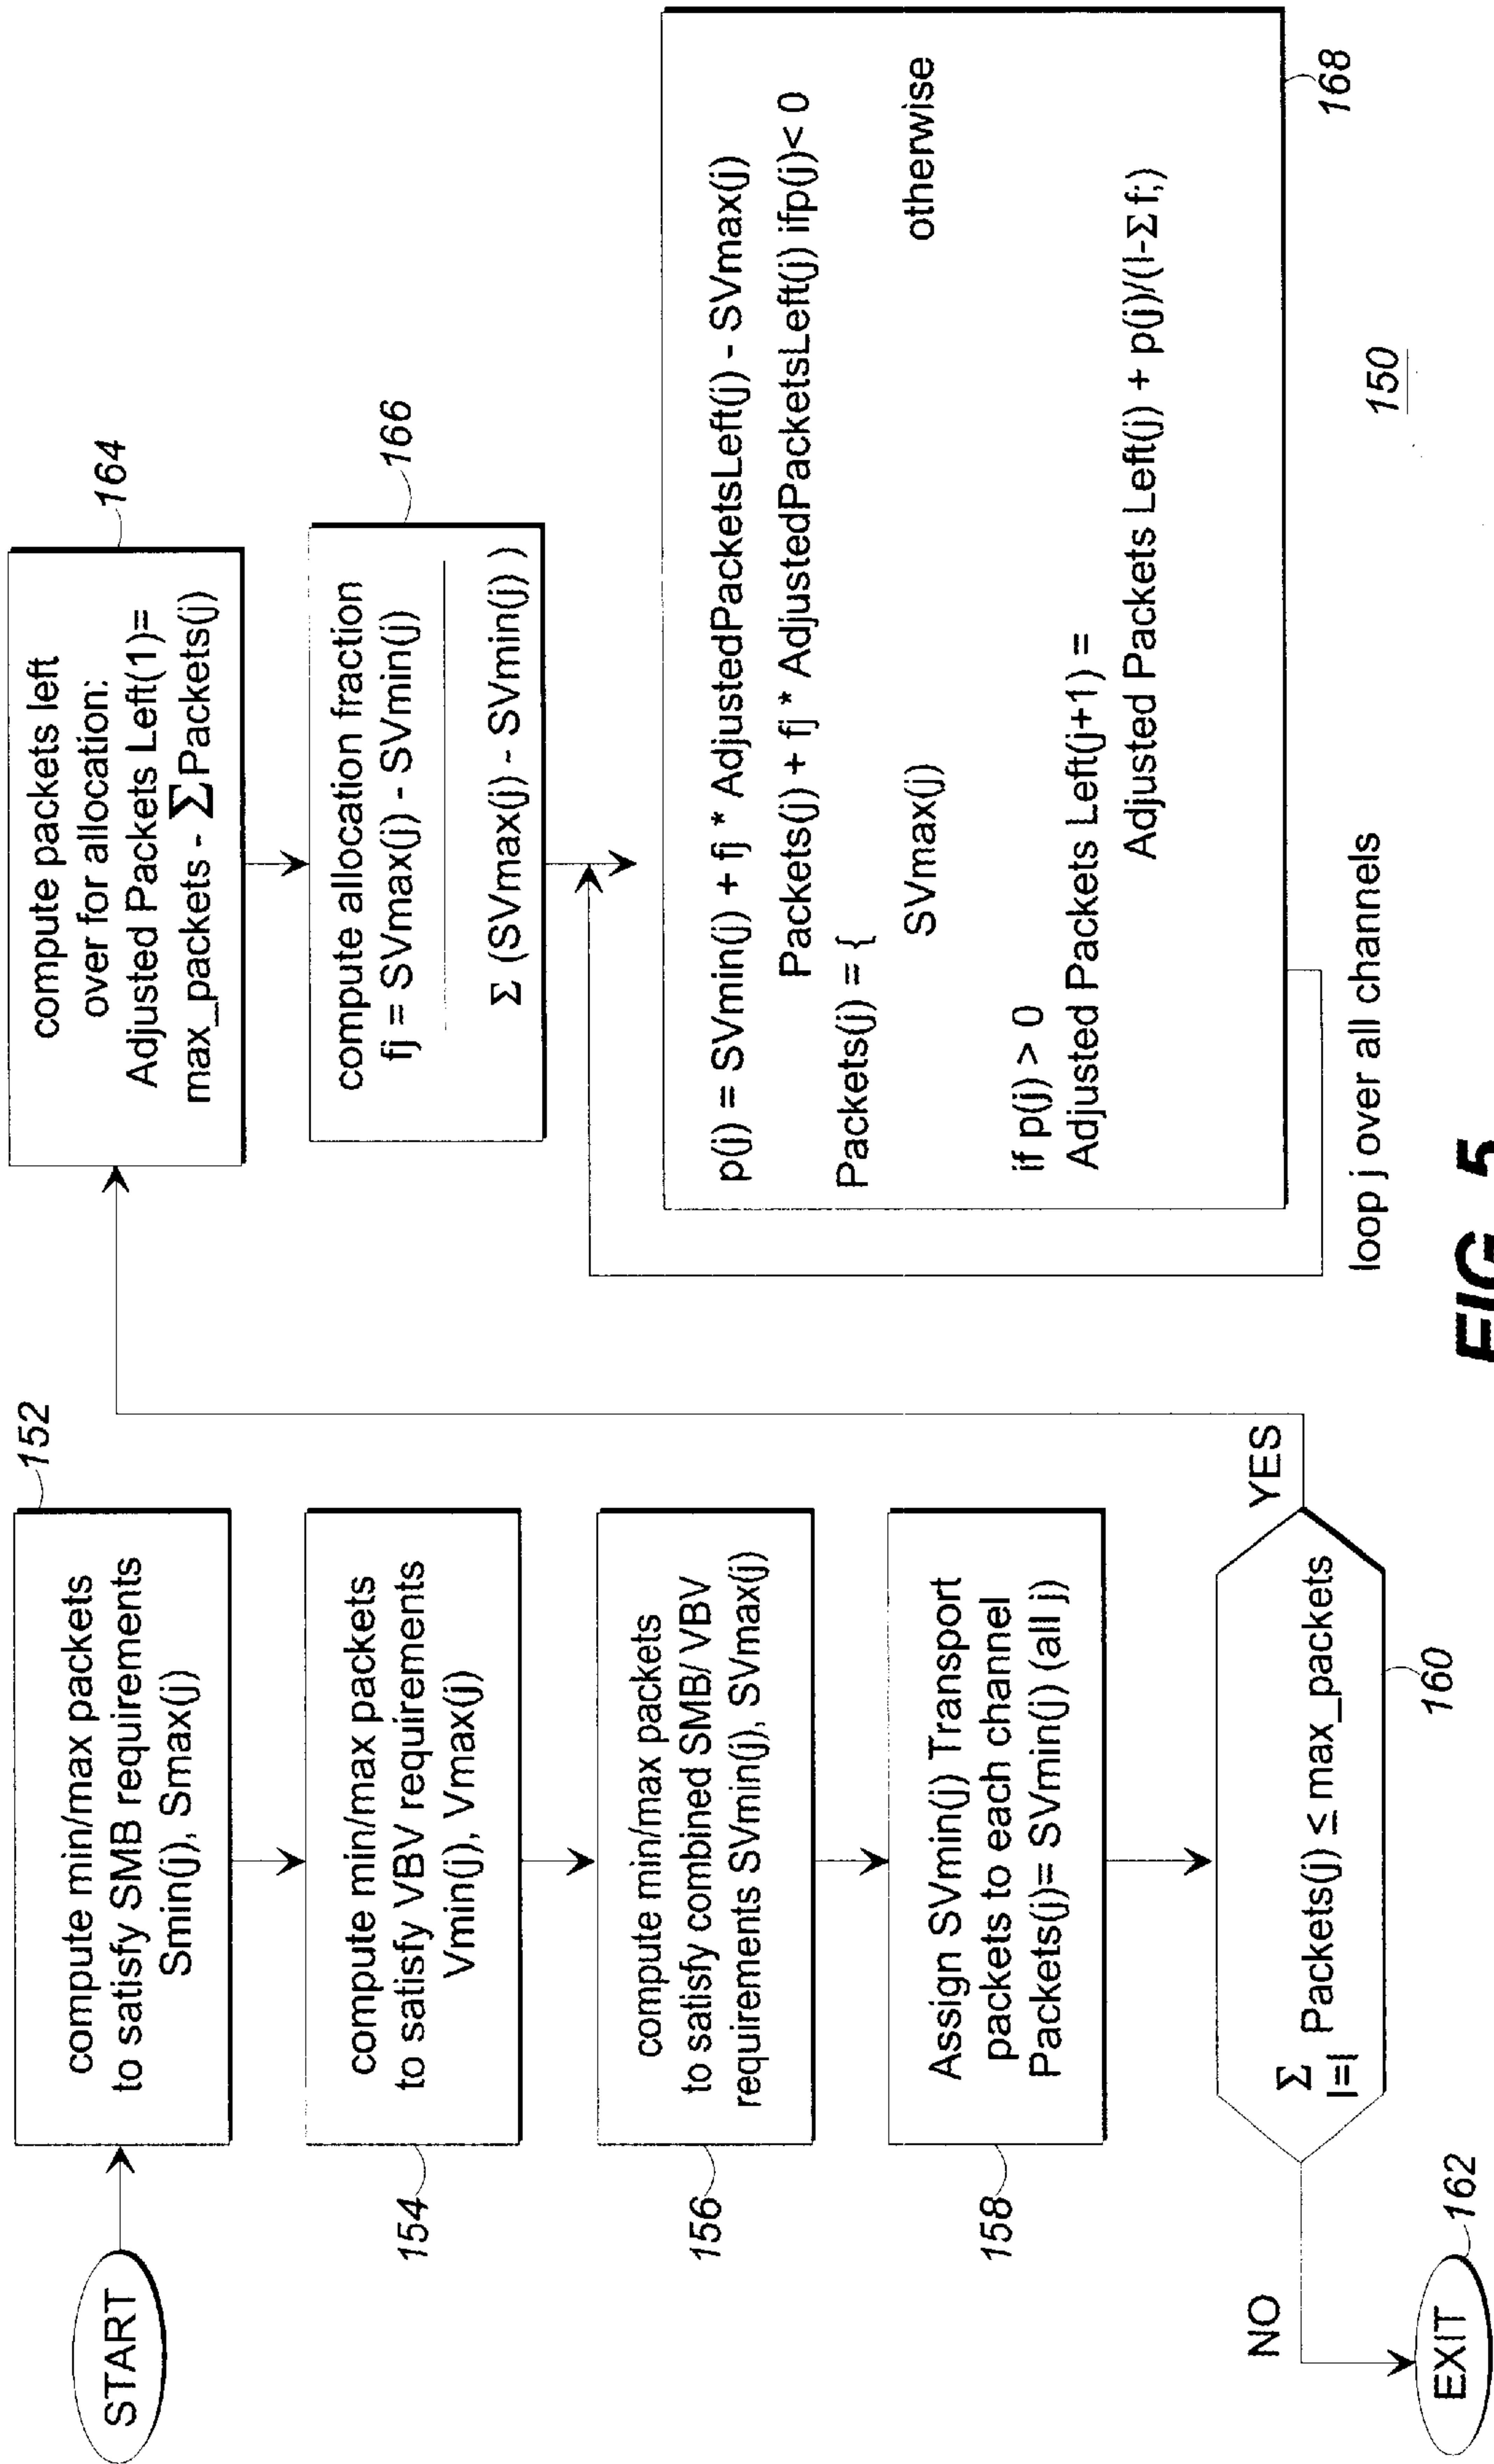 START
152
compute min/max packets
to satisfy SMB requirements
Smin(j), Smax(j)
compute min/max packets
to satisfy VBV requirements
Vmin(j), Vmax(j)
154
compute min/max packets
to satisfy combined SMB/ VBV
requirements SVmin(j), SVmax(j)
156
Assign SVmin(j) Transport
packets to each channel
Packets(j)= SVmin(j) (all j)
158
Σ Packets(j) ≤ max_packets
I=I
160
YES
NO
EXIT
162
compute packets left
over for allocation:
Adjusted Packets Left(1)=
max_packets - ΣPackets(j)
164
compute allocation fraction
fj = SVmax(j) - SVmin(j)
Σ (SVmax(j) - SVmin(j) )
166
p(j) = SVmin(j) + fj * AdjustedPacketsLeft(j) - SVmax(j)
Packets(j) + fj * AdjustedPacketsLeft(j) ifp(j)< 0
Packets(j) = {
SVmax(j) otherwise
if p(j) > 0
Adjusted Packets Left(j+1) =
Adjusted Packets Left(j) + p(j)/(I-Σ f;)
168
loop j over all channels
150
FIG. 5